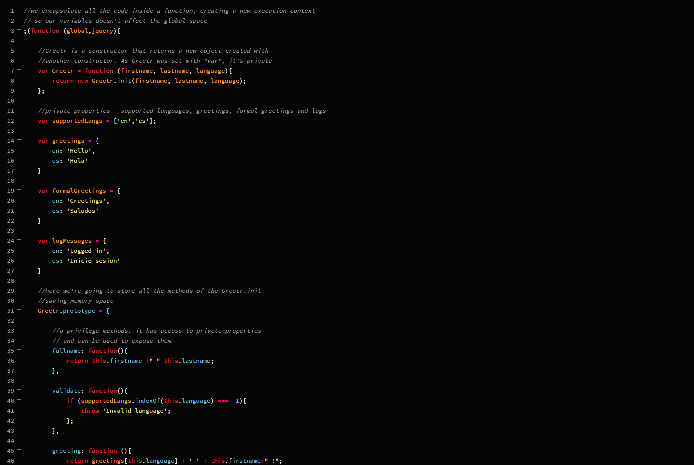 1 //We encapsulate all the code inside a function, creating a new execution context
2 // so our variables doesn't affect the global space
3 ;(function (global,jquery){
4
5 //Greetr is a constructor that returns a new object created with
6 //another constructor. As Greetr was set with "var", it's private
7 var Greetr = function (firstname, lastname, language){
8 return new Greetr.init(firstname, lastname, language);
9 };
10
11 //private properties - supported languages, greetings, formal greetings and logs
12 var supportedLangs = ['en','es'];
13
14 var greetings = {
15 en: 'Hello',
16 es: 'Hola'
17 }
18
19 var formalGreetings = {
20 en: 'Greetings',
21 es: 'Saludos'
22 }
23
24 var logMessages = {
25 en: 'Logged in',
26 es: 'Inicio sesion'
27 }
28
29 //here we're going to store all the methods of the Greetr.init
30 //saving memory space
31 Greetr.prototype = {
32
33 //a privilege methods: it has access to private properties
34 // and can be used to expose them
35 fullname: function(){
36 return this.firstname +" " this.lastname;
37 },
38
39 validate: function(){
40 if (supportedLangs.indexOf(this.language) === -1){
41 throw 'Invalid language';
42 };
43 },
44
45 greeting: function (){
46 return greetings[this.language] + ' ' + this.firstname+" !";